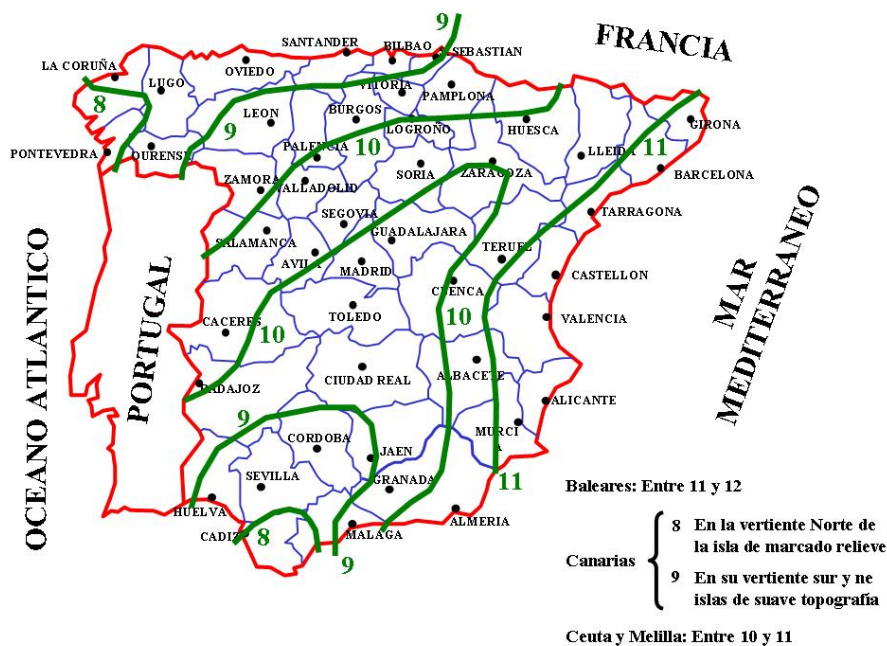 9
SANTANDER
BILBAO
SEBASTIAN
FRANCIA
LA CORUÑA
OVIEDO
LUGO
VITORIA
PAMPLONA
8
9
LEON
BURGOS
LOGROÑO
HUESCA
GIRONA
PONTEVEDRA
OURENSE
PALENCIA
10
LLEIDA
11
ZAMORA
VALLADOLID
SORIA
ZARAGOZA
BARCELONA
SEGOVIA
TARRAGONA
SALAMANCA
GUADALAJARA
AVILA
MADRID
TERUEL
CASTELLON
CUENCA
OCEANO ATLANTICO
PORTUGAL
MAR
MEDITERRANEO
CACERES
10
TOLEDO
10
VALENCIA
BADAJOZ
CIUDAD REAL
ALBACETE
ALICANTE
9
CORDOBA
MURCI
A
JAEN
SEVILLA
GRANADA
11
HUELVA
CADIZ
8
MALAGA
ALMERIA
9
Baleares: Entre 11 y 12
Canarias
8 En la vertiente Norte de
la isla de marcado relieve
9 En su vertiente sur y ne
islas de suave topografía
Ceuta y Melilla: Entre 10 y 11